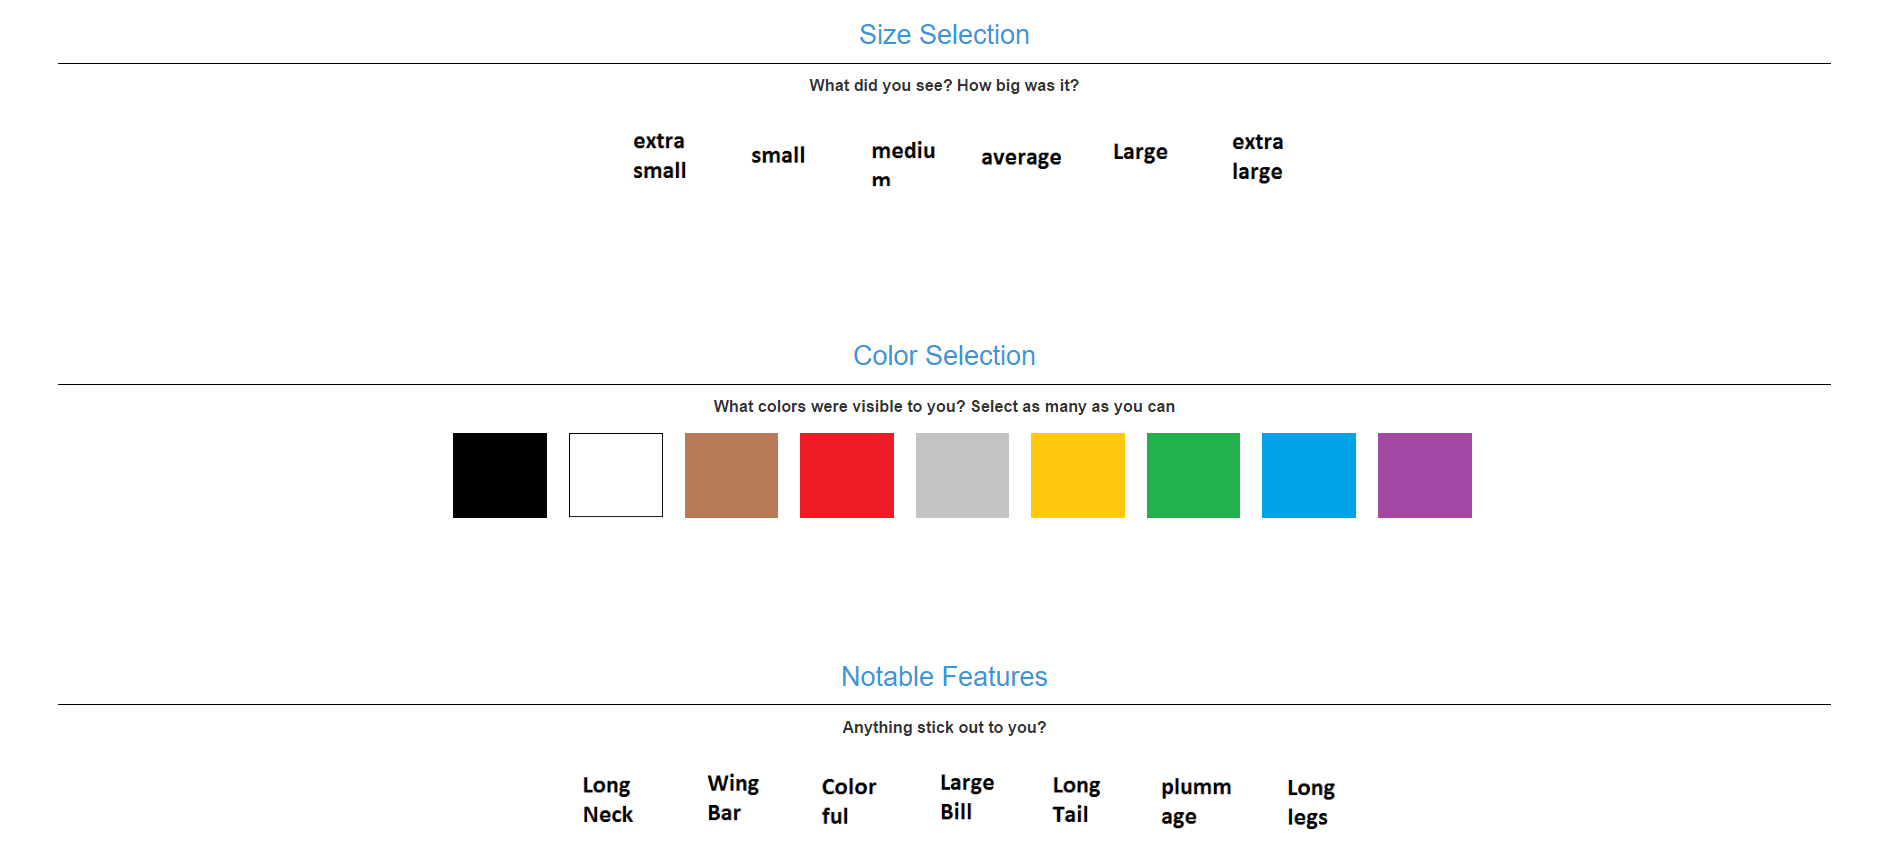 Size Selection
What did you see? How big was it?
extra
small
small
mediu
m
average
Large
extra
large
Color Selection
What colors were visible to you? Select as many as you can
Notable Features
Anything stick out to you?
Long
Neck
Wing
Bar
Color
ful
Large
Bill
Long
Tail
plumm
age
Long
legs